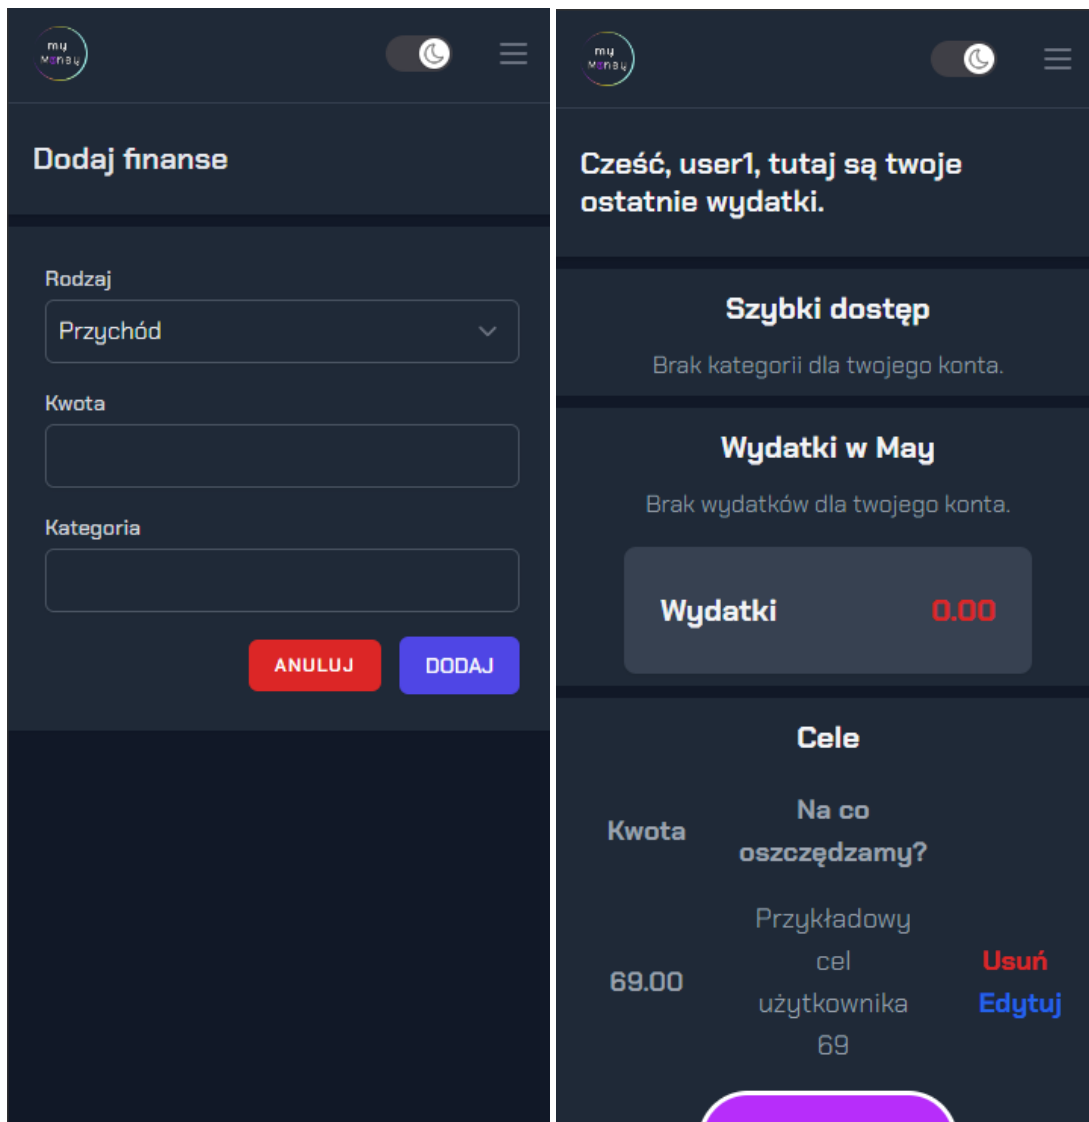 my
Money
Dodaj finanse
Rodzaj
Przychód
Kwota
Kategoria
ANULUJ DODAJ
my
Money
Cześć, user1, tutaj są twoje
ostatnie wydatki.
Szybki dostęp
Brak kategorii dla twojego konta.
Wydatki w May
Brak wydatków dla twojego konta.
Wydatki 0.00
Cele
Kwota
Na co
oszczędzamy?
69.00
Przykładowy
cel
użytkownika
69
Usuń
Edytuj